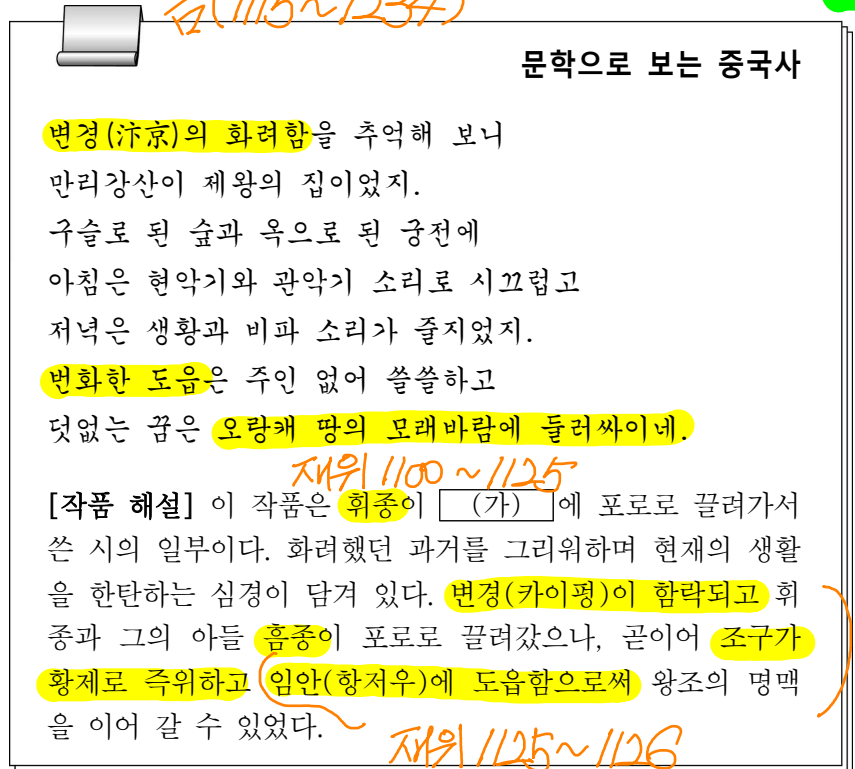 금(1115~1234)
문학으로 보는 중국사
변경(汴京)의 화려함을 추억해 보니
만리강산이 제왕의 집이었지.
구슬로 된 숲과 옥으로 된 궁전에
아침은 현악기와 관악기 소리로 시끄럽고
저녁은 생황과 비파 소리가 줄지었지.
번화한 도읍은 주인 없어 쓸쓸하고
덧없는 꿈은 오랑캐 땅의 모래바람에 둘러싸이네.
재위 1100~1125
[작품 해설] 이 작품은 휘종이 (가) 에 포로로 끌려가서
쓴 시의 일부이다. 화려했던 과거를 그리워하며 현재의 생활
을 한탄하는 심경이 담겨 있다. 변경(카이펑)이 함락되고 휘
종과 그의 아들 흠종이 포로로 끌려갔으나, 곧이어 조구가
황제로 즉위하고 임안(항저우)에 도읍함으로써 왕조의 명맥
을 이어 갈 수 있었다.
재위 1125~1126